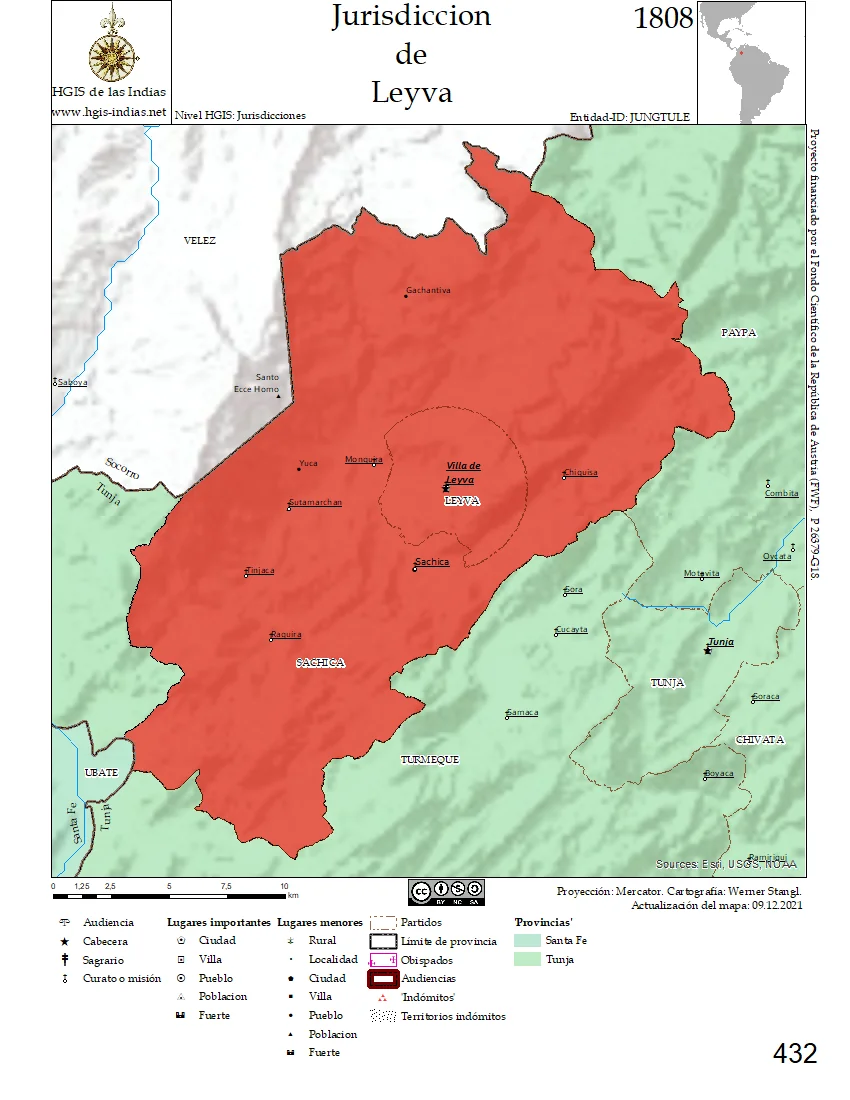 Jurisdiccion
de
Leyva
1808
HGIS de las Indias
www.hgis-indias.net
Nivel HGIS: Jurisdicciones
Entidad-ID: JUNGTULE
Proyecto financiado por el Fondo Científico de la República de Austria (FWF), P 26379-G18.
VELEZ
Gachantiva
PAYPA
Saboya
Santo
Ecce Homo
Socorro
Tunja
Yuca
Monquira
Villa de
Leyva
LEYVA
Chiquisa
Combita
Sutamarchan
Oycata
Sachica
Tinjaca
Motavita
Sora
Raquira
Cucayta
Tunja
SACHICA
TUNJA
Samaca
Soraca
CHIVATA
TURMEQUE
UBATE
Boyaca
Santa Fe
Tunja
Ramiriqui
Sources: Esri, USGS, NOAA
0 1,25 2,5 5 7,5 10
km
CC BY NC SA
Proyección: Mercator. Cartografía: Werner Stangl.
Actualización del mapa: 09.12.2021
Audiencia
Cabecera
Sagrario
Curato o misión
Lugares importantes
Ciudad
Villa
Pueblo
Poblacion
Fuerte
Lugares menores
Rural
Localidad
Ciudad
Villa
Pueblo
Poblacion
Fuerte
Partidos
Límite de provincia
Obispados
Audiencias
'Indómitos'
Territorios indómitos
'Provincias'
Santa Fe
Tunja
432